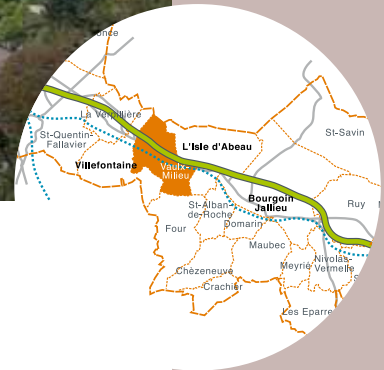 La Verpillière
St-Quentin-
Fallavier
Villefontaine
L'Isle d'Abeau
Vaulx-
Milieu
St-Savin
Bourgoin
Jallieu
St-Alban-
de-Roche
Ruy
Four
Domarin
Maubec
Meyrié
Nivolas-
Vermelle
Chèzeneuve
Crachier
Les Eparre